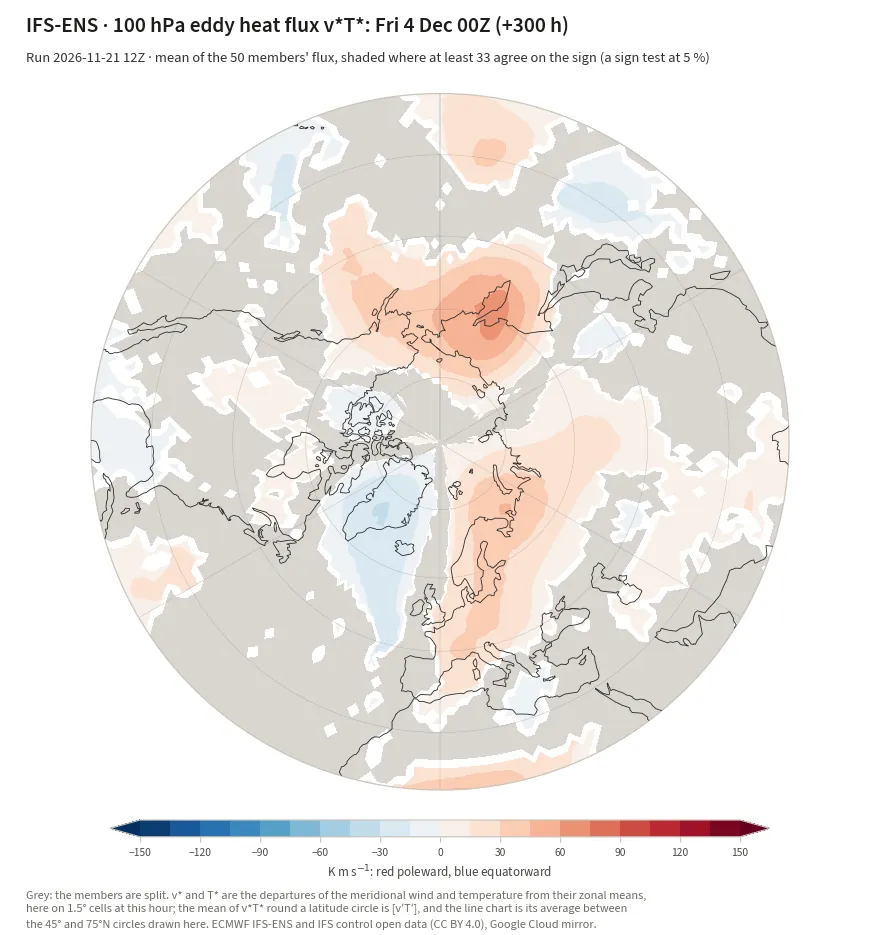 IFS-ENS · 100 hPa eddy heat flux v*T*: Fri 4 Dec 00Z (+300 h)
Run 2026-11-21 12Z · mean of the 50 members' flux, shaded where at least 33 agree on the sign (a sign test at 5 %)
−150 −120 −90 −60 −30 0 30 60 90 120 150
K m s⁻¹: red poleward, blue equatorward
Grey: the members are split. v* and T* are the departures of the meridional wind and temperature from their zonal means,
here on 1.5° cells at this hour; the mean of v*T* round a latitude circle is [v′T′], and the line chart is its average between
the 45° and 75°N circles drawn here. ECMWF IFS-ENS and IFS control open data (CC BY 4.0), Google Cloud mirror.